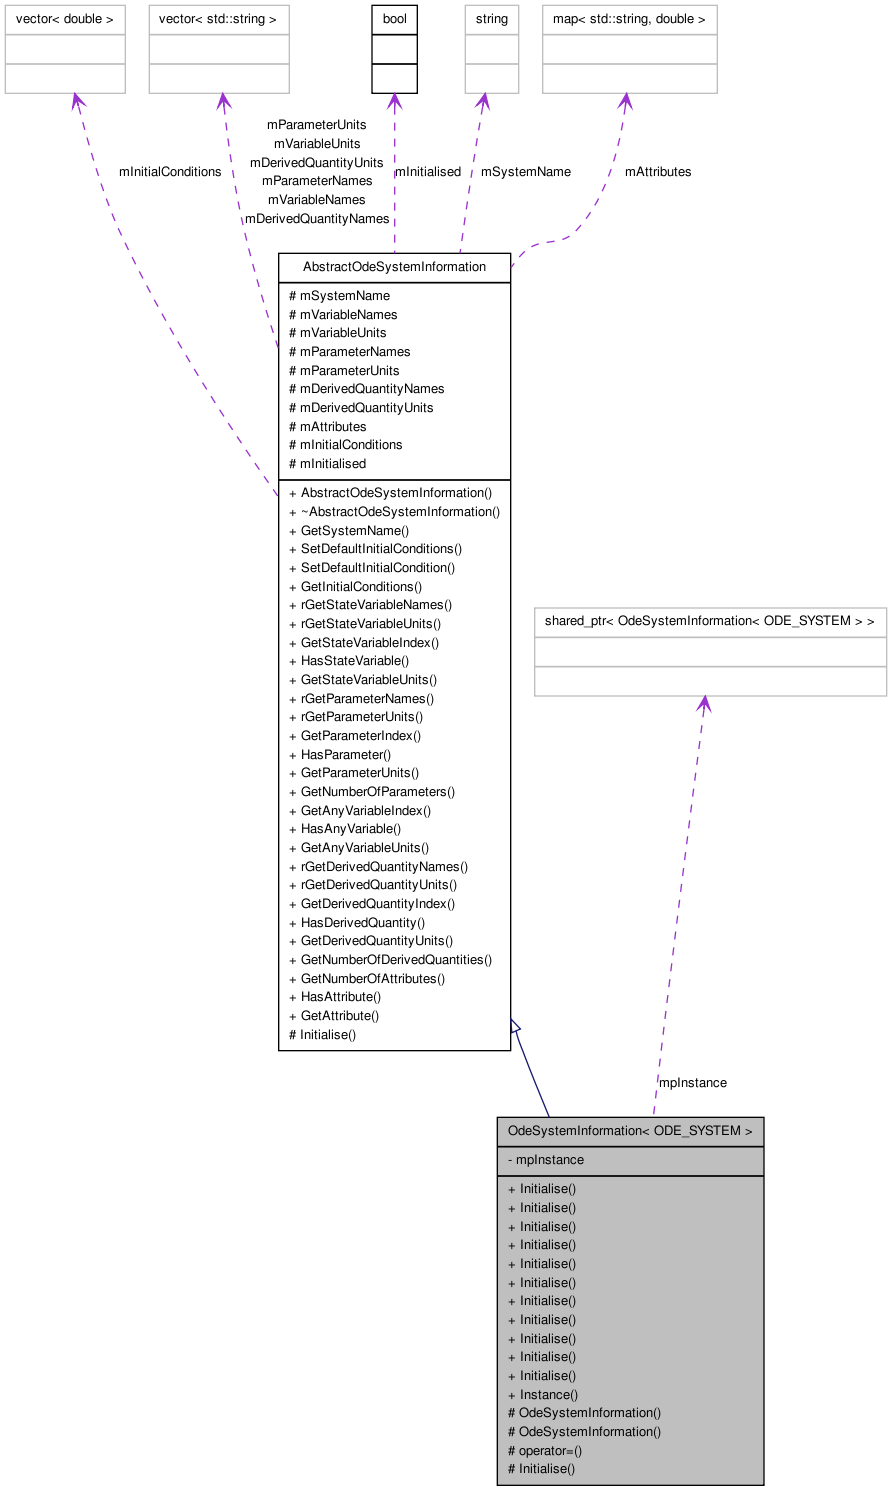 vector< double >
vector< std::string >
bool
string
map< std::string, double >
mParameterUnits
mVariableUnits
mDerivedQuantityUnits
mParameterNames
mVariableNames
mDerivedQuantityNames
mInitialConditions
mInitialised
mSystemName
mAttributes
AbstractOdeSystemInformation
# mSystemName
# mVariableNames
# mVariableUnits
# mParameterNames
# mParameterUnits
# mDerivedQuantityNames
# mDerivedQuantityUnits
# mAttributes
# mInitialConditions
# mInitialised
+ AbstractOdeSystemInformation()
+ ~AbstractOdeSystemInformation()
+ GetSystemName()
+ SetDefaultInitialConditions()
+ SetDefaultInitialCondition()
+ GetInitialConditions()
+ rGetStateVariableNames()
+ rGetStateVariableUnits()
+ GetStateVariableIndex()
+ HasStateVariable()
+ GetStateVariableUnits()
+ rGetParameterNames()
+ rGetParameterUnits()
+ GetParameterIndex()
+ HasParameter()
+ GetParameterUnits()
+ GetNumberOfParameters()
+ GetAnyVariableIndex()
+ HasAnyVariable()
+ GetAnyVariableUnits()
+ rGetDerivedQuantityNames()
+ rGetDerivedQuantityUnits()
+ GetDerivedQuantityIndex()
+ HasDerivedQuantity()
+ GetDerivedQuantityUnits()
+ GetNumberOfDerivedQuantities()
+ GetNumberOfAttributes()
+ HasAttribute()
+ GetAttribute()
# Initialise()
shared_ptr< OdeSystemInformation< ODE_SYSTEM > >
mpInstance
OdeSystemInformation< ODE_SYSTEM >
- mpInstance
+ Initialise()
+ Initialise()
+ Initialise()
+ Initialise()
+ Initialise()
+ Initialise()
+ Initialise()
+ Initialise()
+ Initialise()
+ Initialise()
+ Initialise()
+ Instance()
# OdeSystemInformation()
# OdeSystemInformation()
# operator=()
# Initialise()